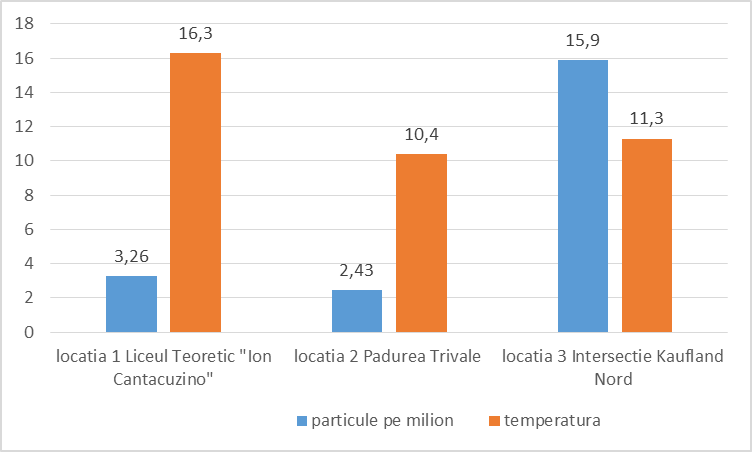 18
16
14
12
10
8
6
4
2
0
3,26
16,3
2,43
10,4
15,9
11,3
locatia 1 Liceul Teoretic "Ion
Cantacuzino"
locatia 2 Padurea Trivale
locatia 3 Intersectie Kaufland
Nord
particule pe milion
temperatura